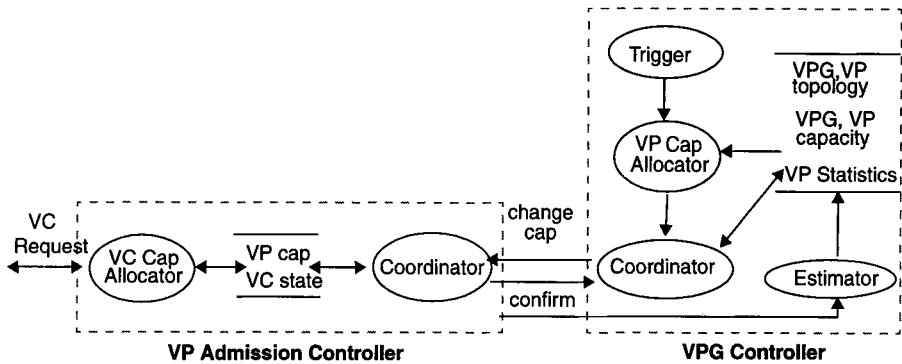 Trigger
VPG,VP
topology
VPG, VP
capacity
VP Cap
Allocator
VP Statistics
VC
Request
VC Cap
Allocator
VP cap
VC state
Coordinator
change
cap
confirm
Coordinator
Estimator
VP Admission Controller
VPG Controller